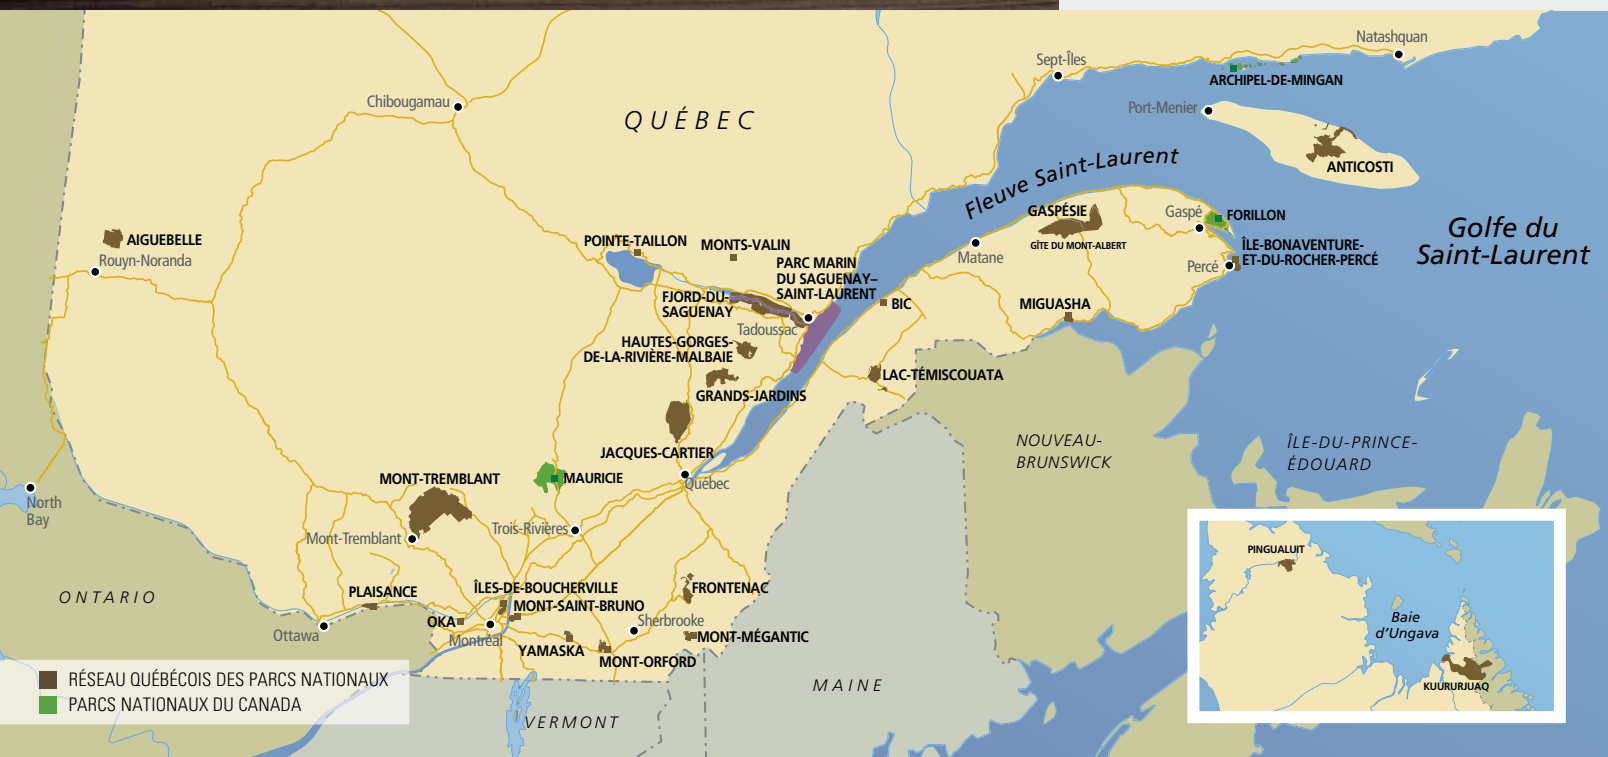 Natashquan
Sept-Îles
ARCHIPEL-DE-MINGAN
Chibougamau
QUÉBEC
Port-Menier
Fleuve Saint-Laurent
ANTICOSTI
GASPÉSIE
Gaspé
FORILLON
Golfe du
Saint-Laurent
AIGUEBELLE
Rouyn-Noranda
POINTE-TAILLON
MONTS-VALIN
GÎTE DU MONT-ALBERT
Matane
ÎLE-BONAVENTURE-
ET-DU-ROCHER-PERCÉ
Percé
PARC MARIN
DU SAGUENAY–
SAINT-LAURENT
FJORD-DU-
SAGUENAY
BIC
MIGUASHA
Tadoussac
HAUTES-GORGES-
DE-LA-RIVIÈRE-MALBAIE
LAC-TÉMISCOUATA
GRANDS-JARDINS
JACQUES-CARTIER
NOUVEAU-
BRUNSWICK
ÎLE-DU-PRINCE-
ÉDOUARD
MONT-TREMBLANT
MAURICIE
Québec
North
Bay
Trois-Rivières
Mont-Tremblant
PINGUALUIT
ONTARIO
PLAISANCE
ÎLES-DE-BOUCHERVILLE
FRONTENAC
MONT-SAINT-BRUNO
OKA
Sherbrooke
Baie
d'Ungava
Ottawa
Montréal
MONT-MÉGANTIC
YAMASKA
MONT-ORFORD
RÉSEAU QUÉBÉCOIS DES PARCS NATIONAUX
PARCS NATIONAUX DU CANADA
MAINE
KUURURJUAQ
VERMONT